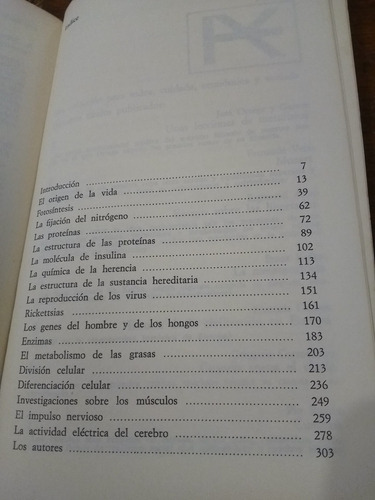 Indice
Introducción ........ 7
El origen de la vida ........ 13
Fotosíntesis ........ 39
La fijación del nitrógeno ........ 62
Las proteínas ........ 72
La estructura de las proteínas ........ 89
La molécula de insulina ........ 102
La química de la herencia ........ 113
La estructura de la sustancia hereditaria ........ 134
La reproducción de los virus ........ 151
Rickettsias ........ 161
Los genes del hombre y de los hongos ........ 170
Enzimas ........ 183
El metabolismo de las grasas ........ 203
División celular ........ 213
Diferenciación celular ........ 236
Investigaciones sobre los músculos ........ 249
El impulso nervioso ........ 259
La actividad eléctrica del cerebro ........ 278
Los autores ........ 303